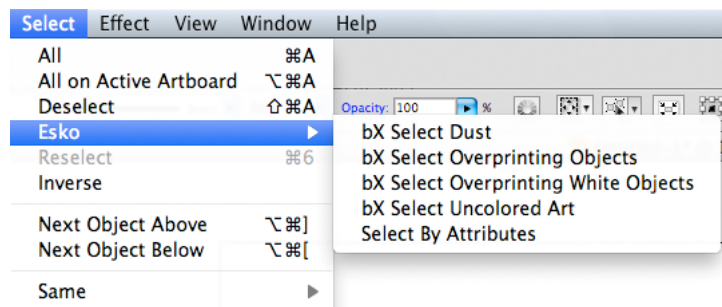 Select Effect View Window Help
All ⌘A
All on Active Artboard ⌥⌘A
Deselect ⇧⌘A
Opacity: 100 %
Esko ▶
bX Select Dust
bX Select Overprinting Objects
bX Select Overprinting White Objects
bX Select Uncolored Art
Select By Attributes
Reselect ⌘6
Inverse
Next Object Above ⌥⌘]
Next Object Below ⌥⌘[
Same ▶